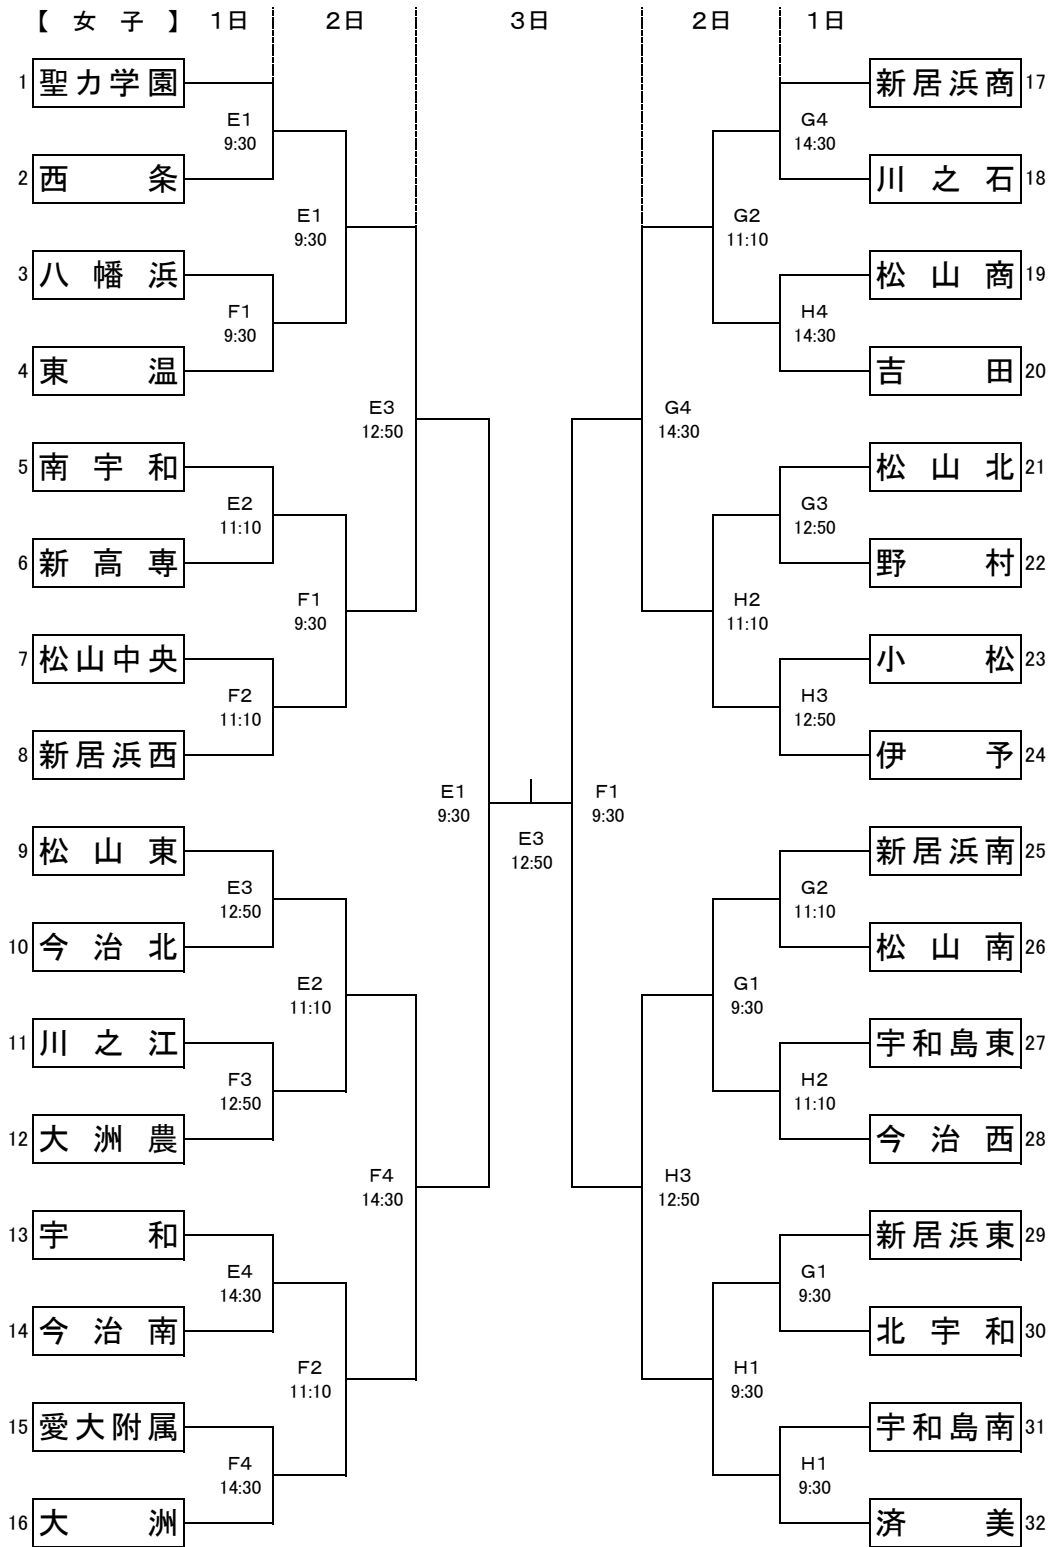 【 女 子 】 1日 2日 3日 2日 1日
1 聖カ学園 新居浜商 17
E1 G4
9:30 14:30
2 西条 川之石 18
E1 G2
9:30 11:10
3 八幡浜 松山商 19
F1 H4
9:30 14:30
4 東温 吉田 20
E3 G4
12:50 14:30
5 南宇和 松山北 21
E2 G3
11:10 12:50
6 新高専 野村 22
F1 H2
9:30 11:10
7 松山中央 小松 23
F2 H3
11:10 12:50
8 新居浜西 伊予 24
E1 F1
9:30 9:30
E3
12:50
9 松山東 新居浜南 25
E3 G2
12:50 11:10
10 今治北 松山南 26
E2 G1
11:10 9:30
11 川之江 宇和島東 27
F3 H2
12:50 11:10
12 大洲農 今治西 28
F4 H3
14:30 12:50
13 宇和 新居浜東 29
E4 G1
14:30 9:30
14 今治南 北宇和 30
F2 H1
11:10 9:30
15 愛大附属 宇和島南 31
F4 H1
14:30 9:30
16 大洲 済美 32